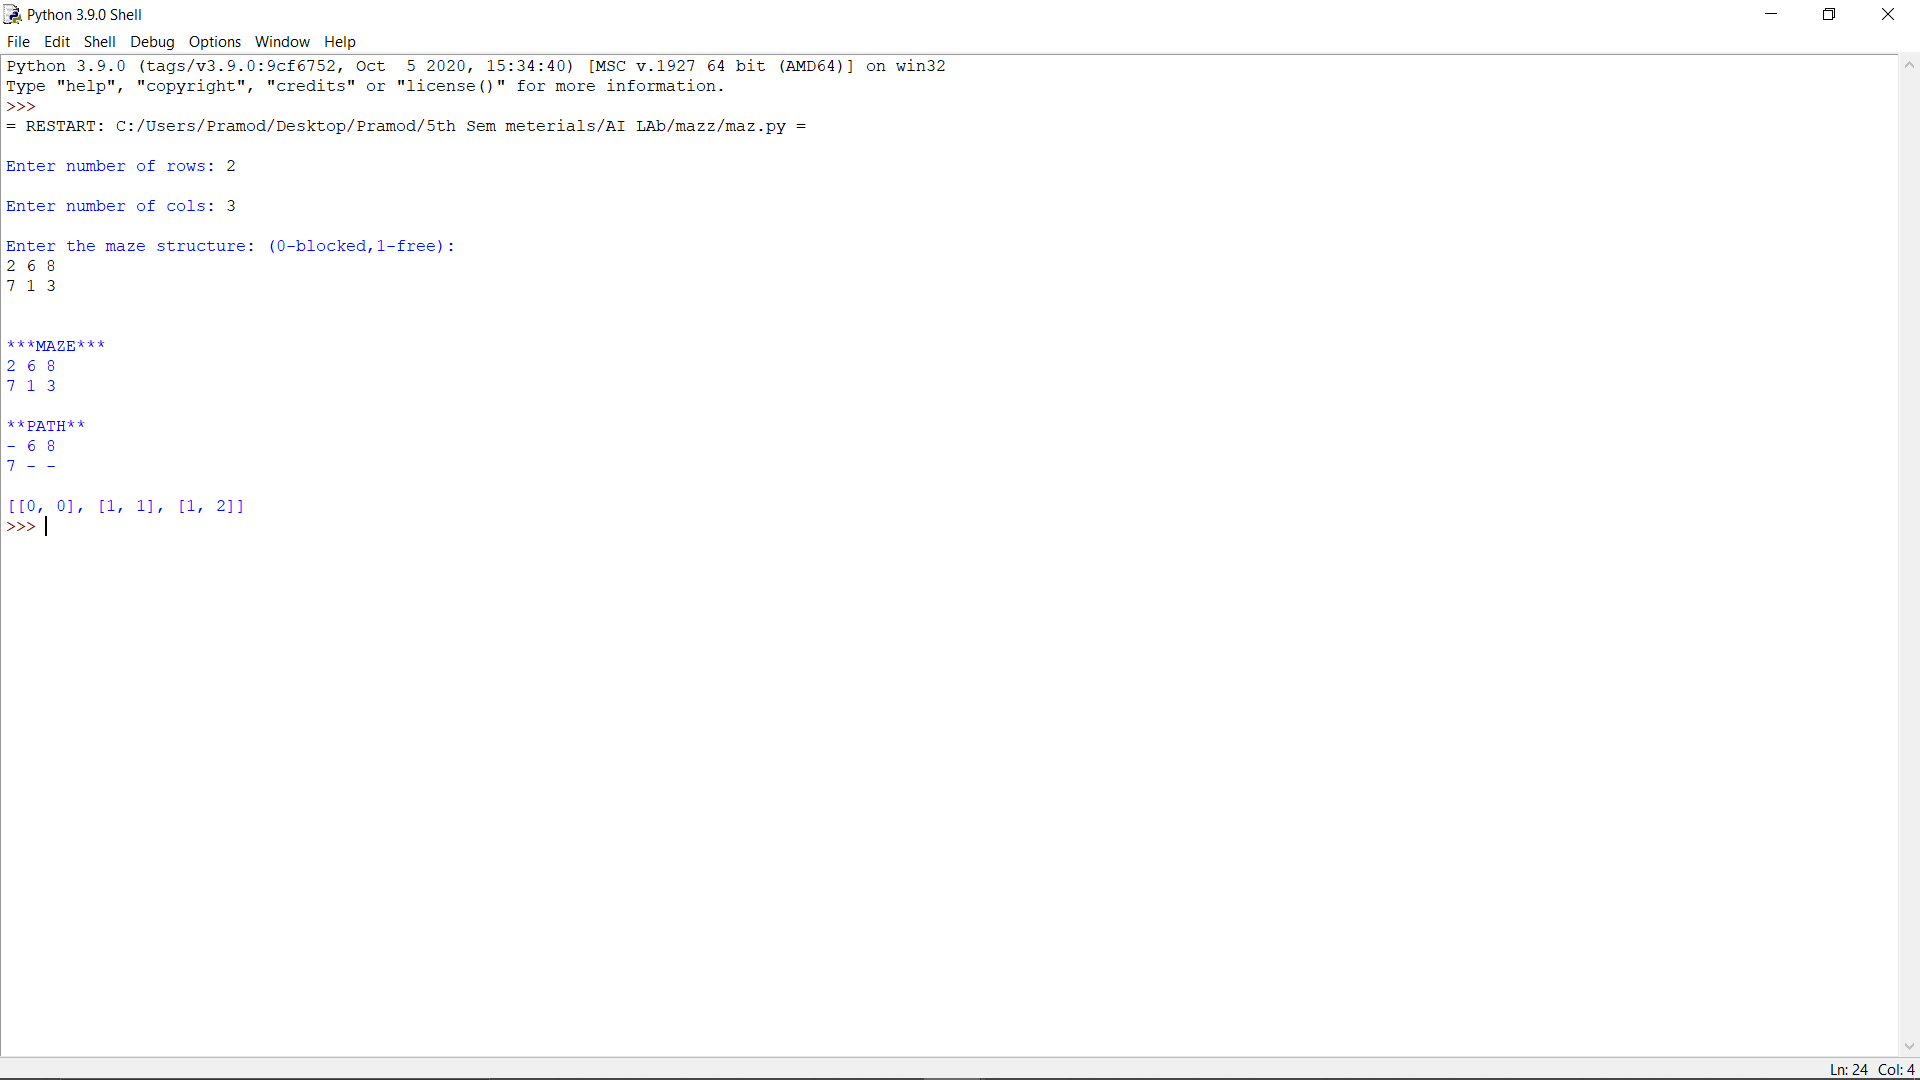 Python 3.9.0 Shell
File Edit Shell Debug Options Window Help
Python 3.9.0 (tags/v3.9.0:9cf6752, Oct  5 2020, 15:34:40) [MSC v.1927 64 bit (AMD64)] on win32
Type "help", "copyright", "credits" or "license()" for more information.
>>>
= RESTART: C:/Users/Pramod/Desktop/Pramod/5th Sem meterials/AI LAb/mazz/maz.py =
Enter number of rows: 2
Enter number of cols: 3
Enter the maze structure: (0-blocked,1-free):
2 6 8
7 1 3
***MAZE***
2 6 8
7 1 3
**PATH**
- 6 8
7 - -
[[0, 0], [1, 1], [1, 2]]
>>>
Ln: 24 Col: 4